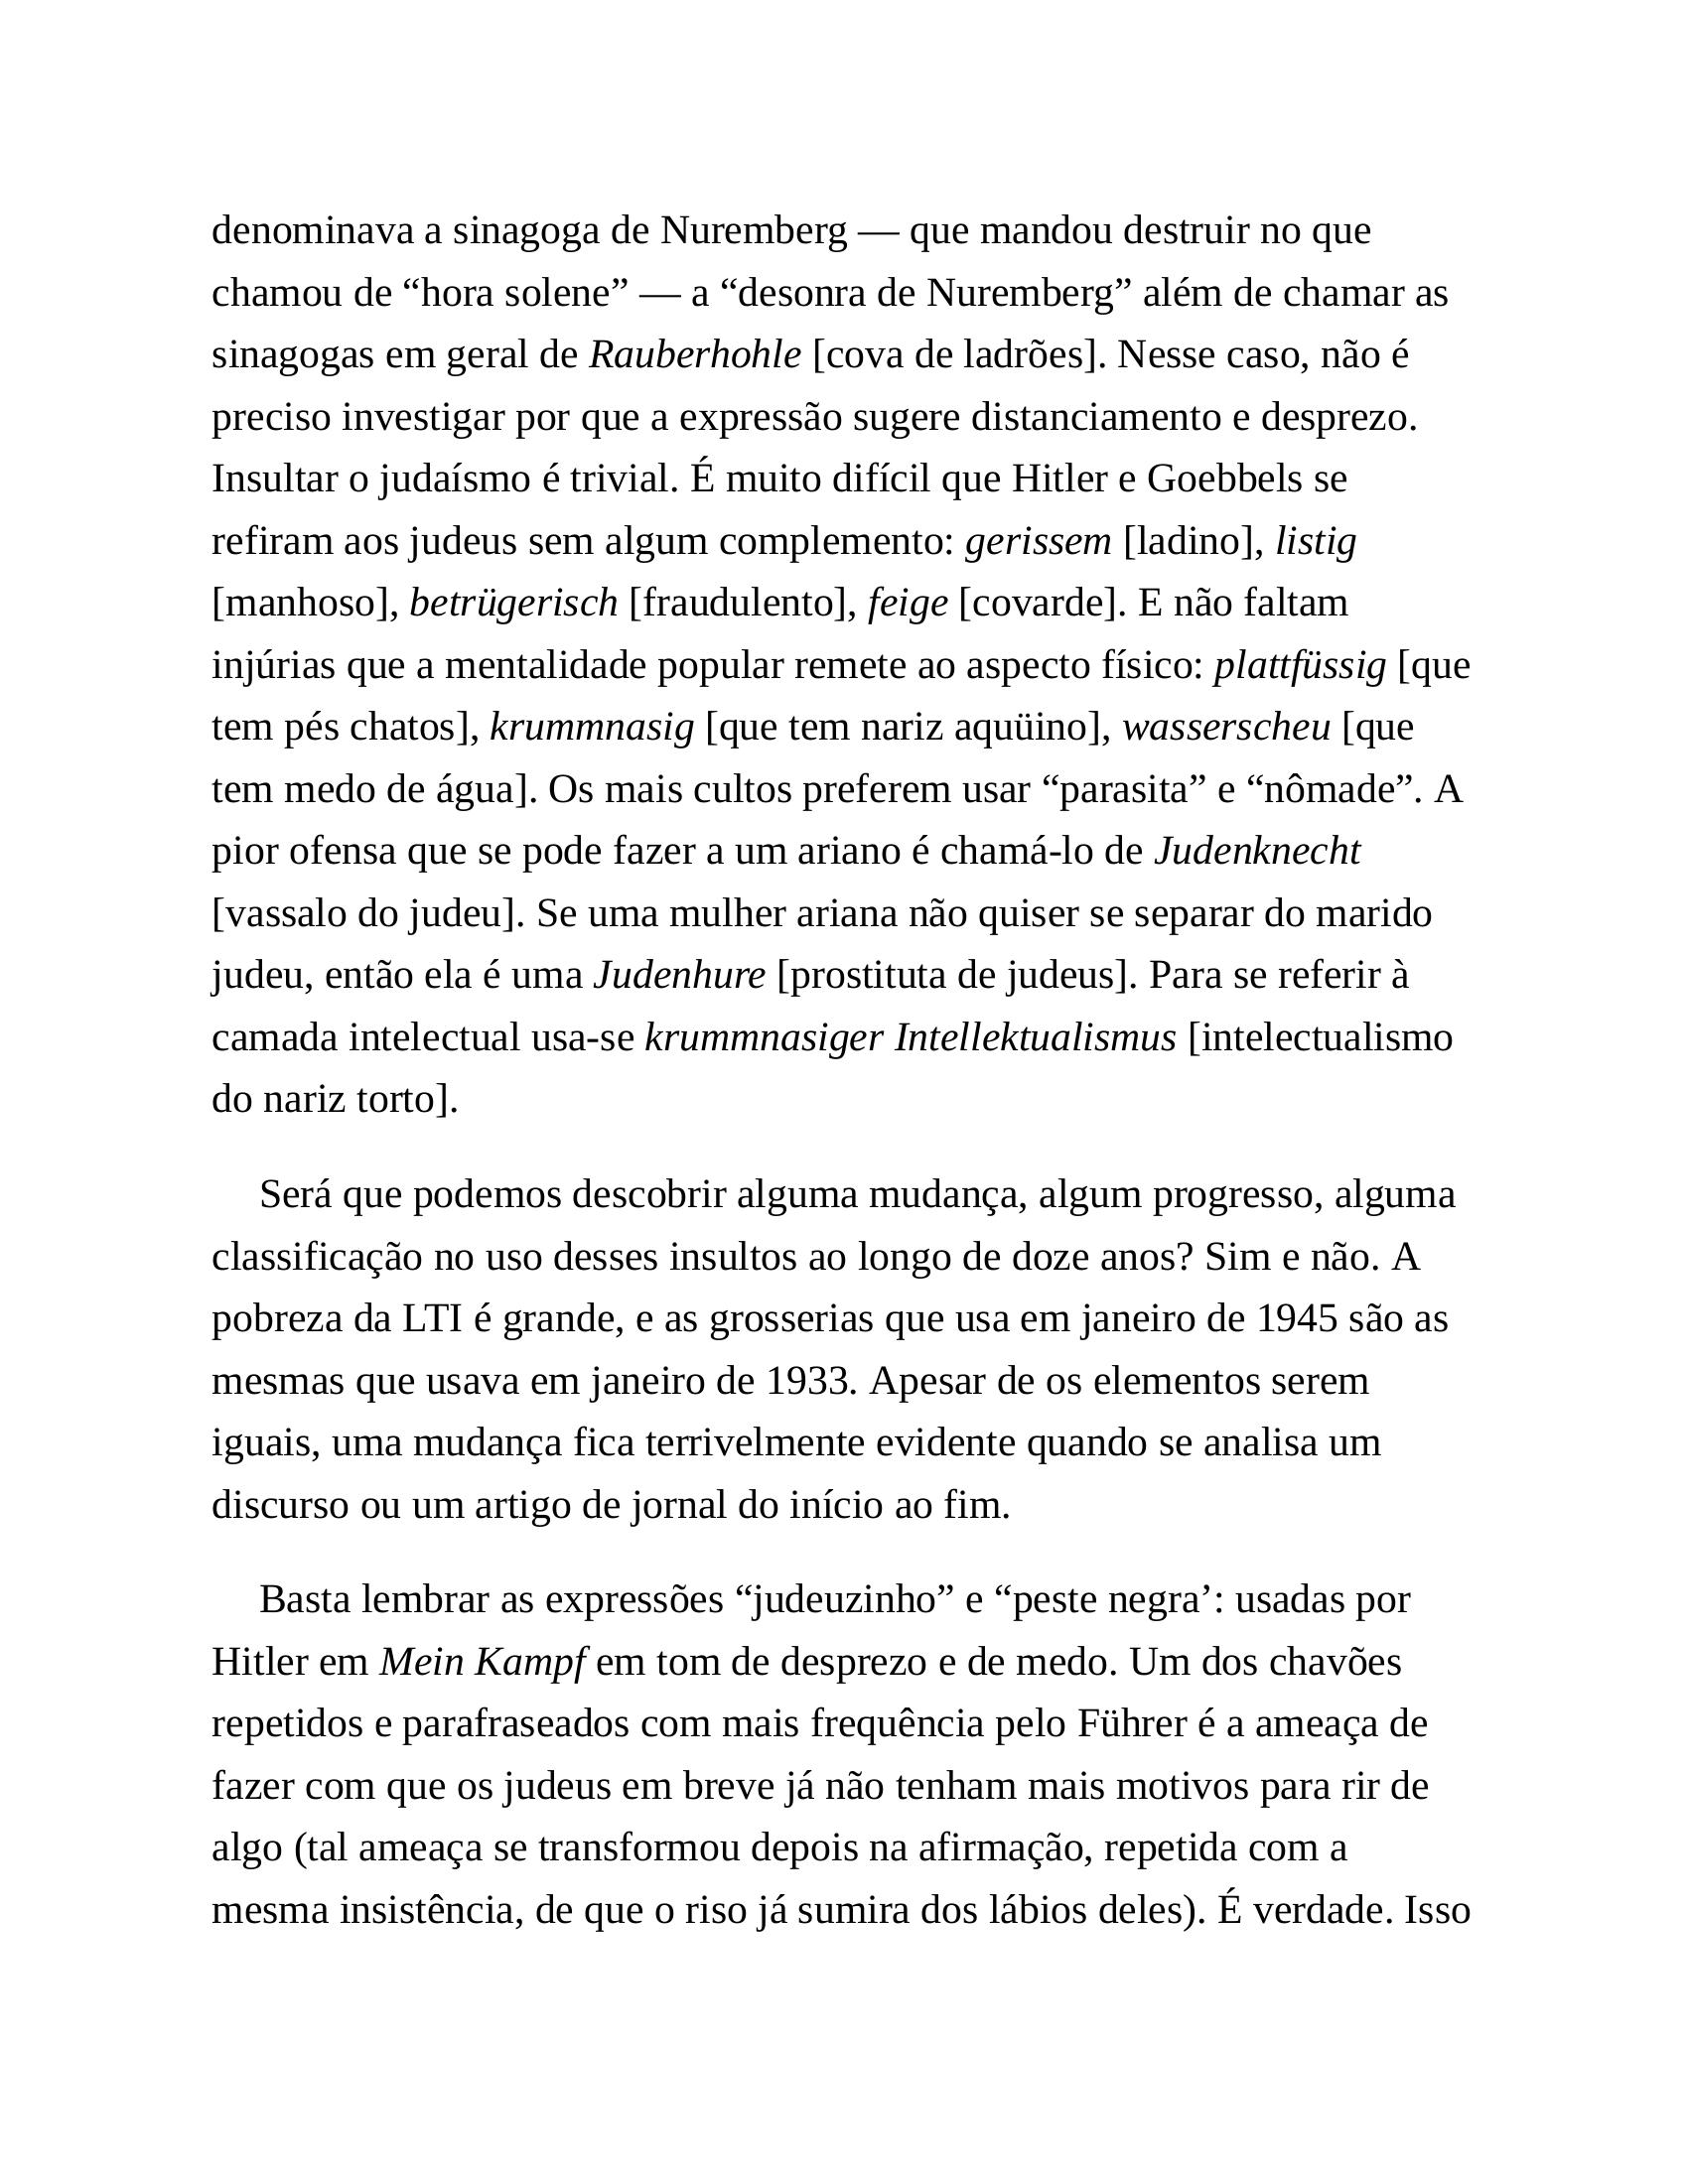 denominava a sinagoga de Nuremberg — que mandou destruir no que
chamou de “hora solene” — a “desonra de Nuremberg” além de chamar as
sinagogas em geral de Rauberhohle [cova de ladrões]. Nesse caso, não é
preciso investigar por que a expressão sugere distanciamento e desprezo.
Insultar o judaísmo é trivial. É muito difícil que Hitler e Goebbels se
refiram aos judeus sem algum complemento: gerissem [ladino], listig
[manhoso], betrügerisch [fraudulento], feige [covarde]. E não faltam
injúrias que a mentalidade popular remete ao aspecto físico: plattfüssig [que
tem pés chatos], krummnasig [que tem nariz aqüino], wasserscheu [que
tem medo de água]. Os mais cultos preferem usar “parasita” e “nômade”. A
pior ofensa que se pode fazer a um ariano é chamá-lo de Judenknecht
[vassalo do judeu]. Se uma mulher ariana não quiser se separar do marido
judeu, então ela é uma Judenhure [prostituta de judeus]. Para se referir à
camada intelectual usa-se krummnasiger Intellektualismus [intelectualismo
do nariz torto].
Será que podemos descobrir alguma mudança, algum progresso, alguma
classificação no uso desses insultos ao longo de doze anos? Sim e não. A
pobreza da LTI é grande, e as grosserias que usa em janeiro de 1945 são as
mesmas que usava em janeiro de 1933. Apesar de os elementos serem
iguais, uma mudança fica terrivelmente evidente quando se analisa um
discurso ou um artigo de jornal do início ao fim.
Basta lembrar as expressões “judeuzinho” e “peste negra’: usadas por
Hitler em Mein Kampf em tom de desprezo e de medo. Um dos chavões
repetidos e parafraseados com mais frequência pelo Führer é a ameaça de
fazer com que os judeus em breve já não tenham mais motivos para rir de
algo (tal ameaça se transformou depois na afirmação, repetida com a
mesma insistência, de que o riso já sumira dos lábios deles). É verdade. Isso